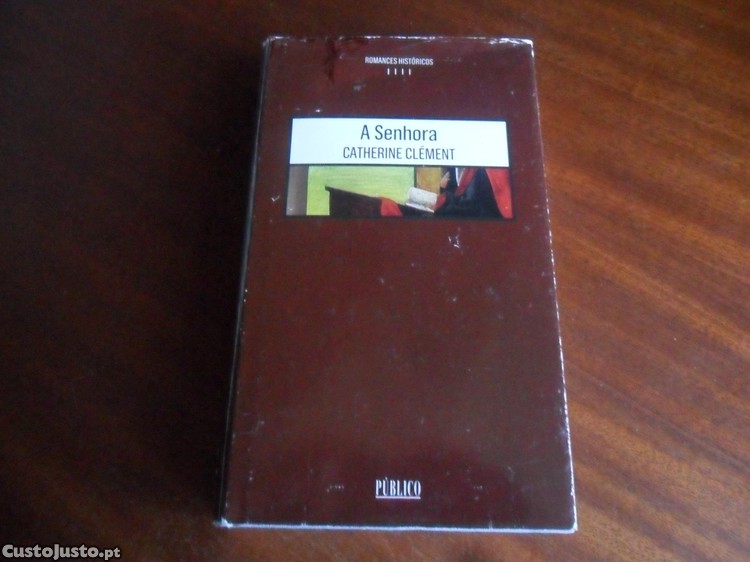 ROMANCES HISTÓRICOS
A Senhora
CATHERINE CLÉMENT
PÚBLICO
CustoJusto.pt